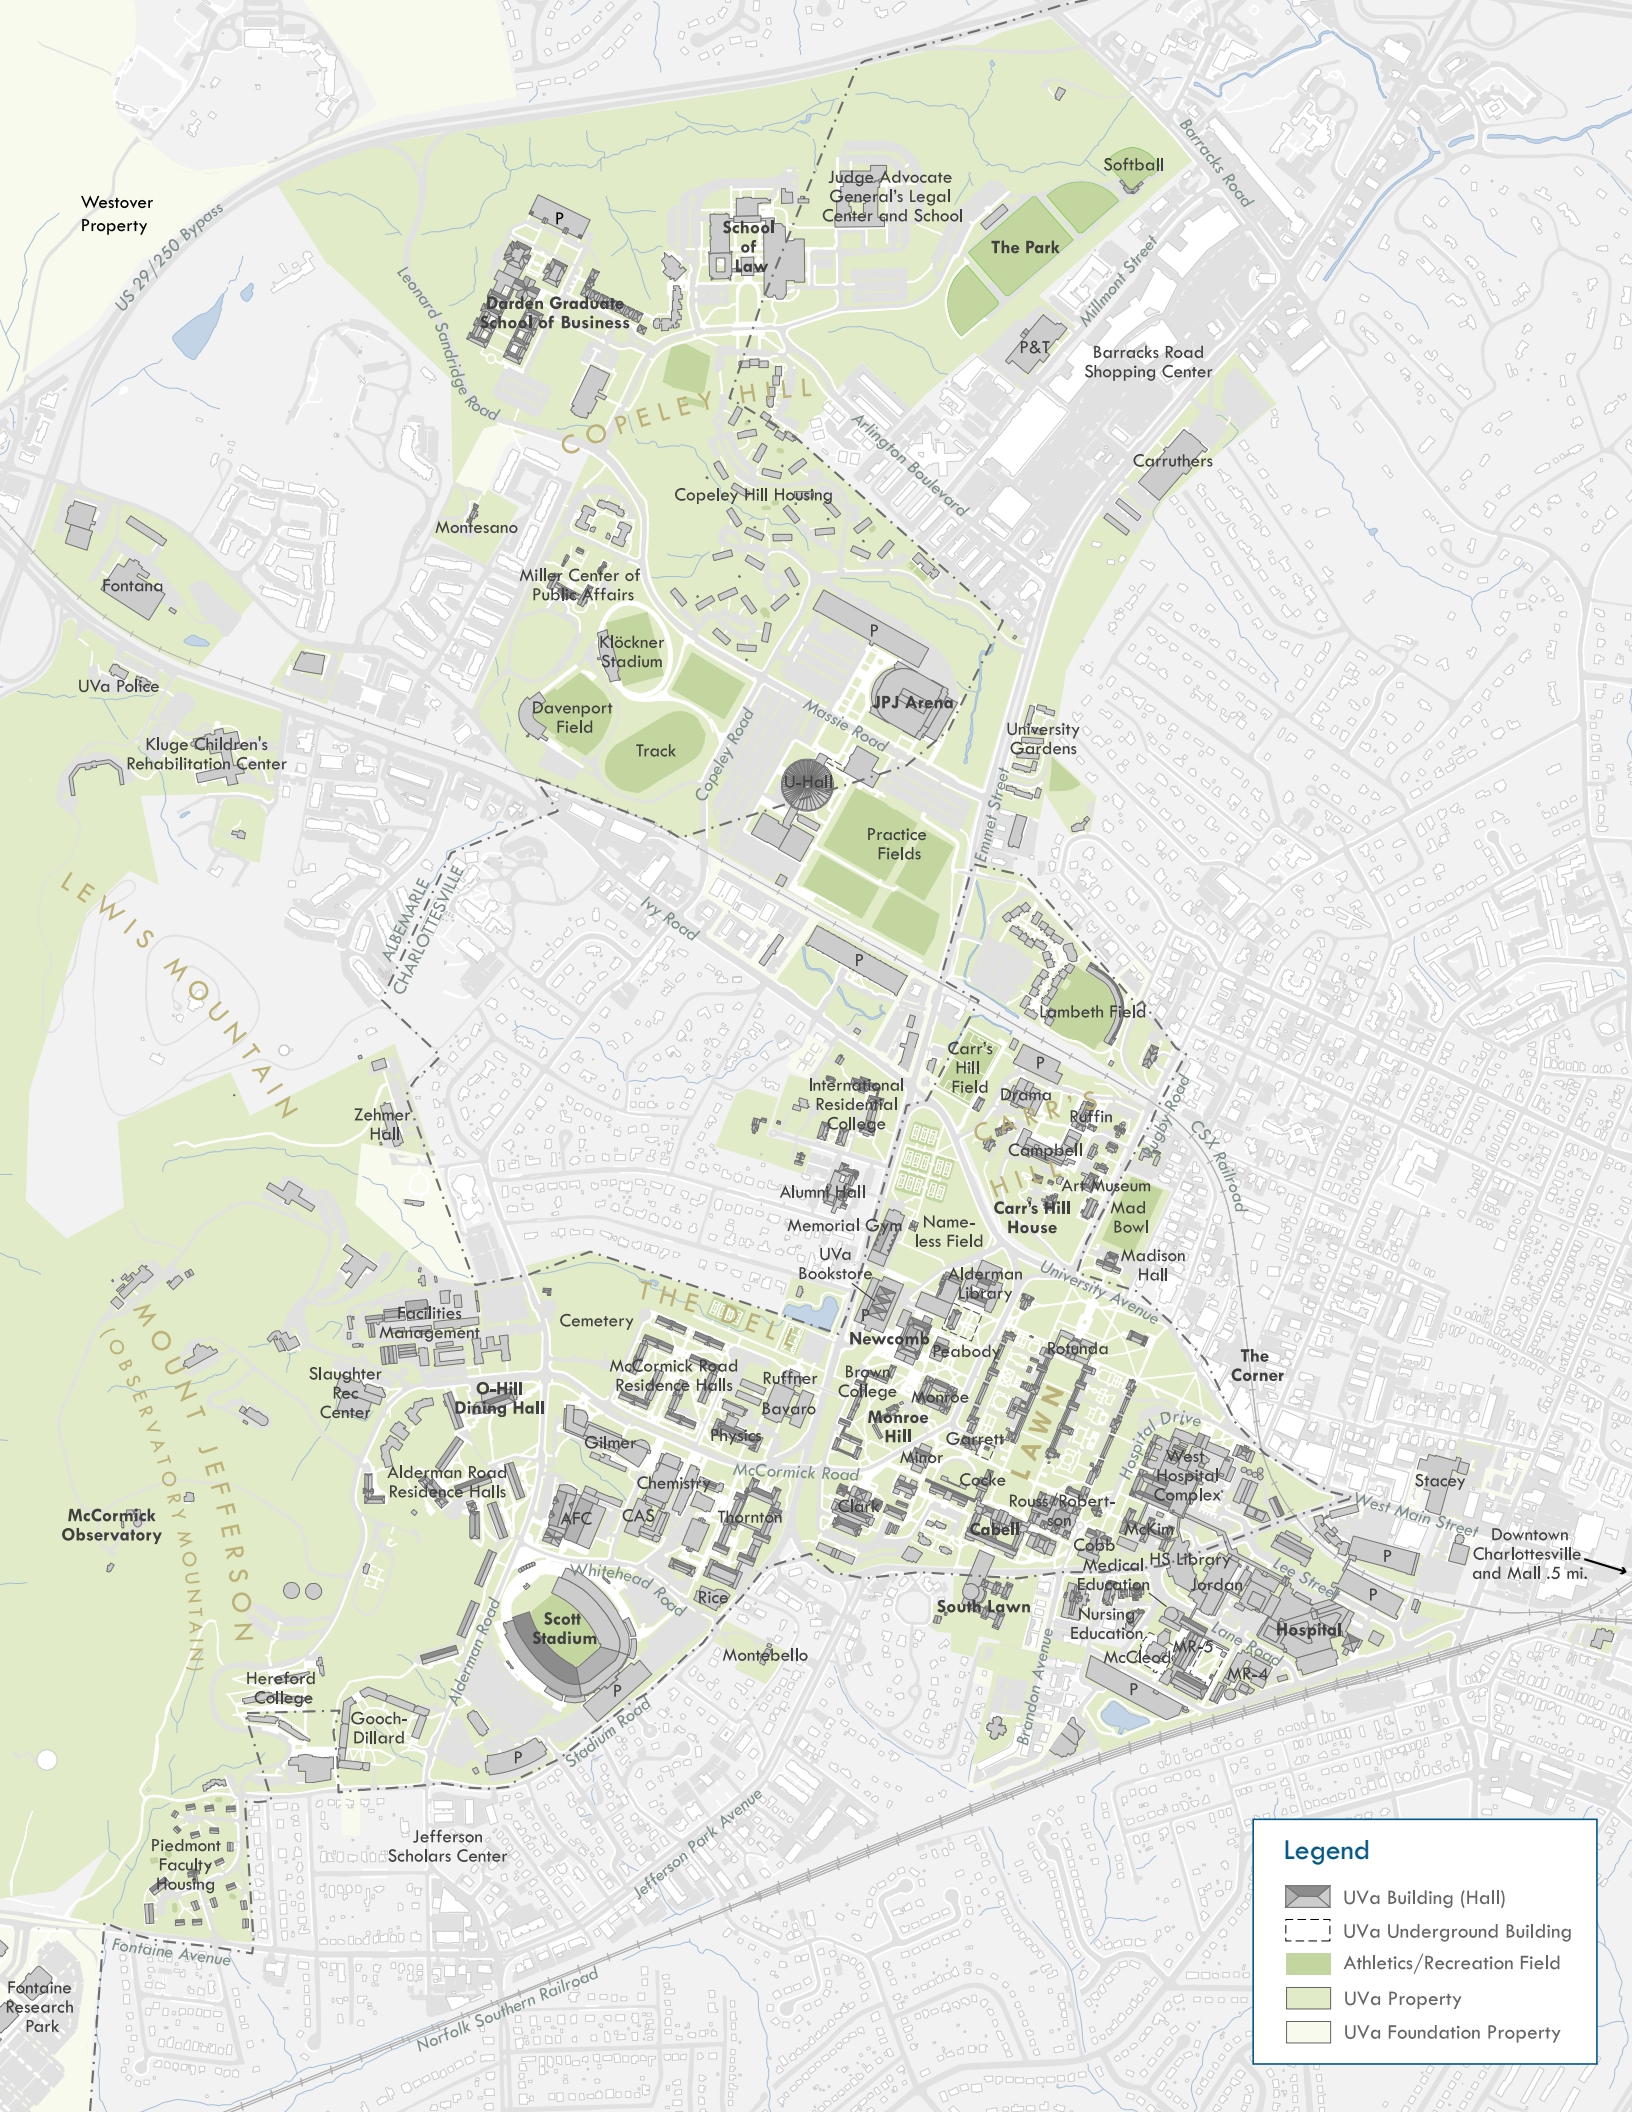 Westover
Property
US 29/250 Bypass
Leonard Sandridge Road
P
Darden Graduate
School of Business
School
of
Law
Judge Advocate
General's Legal
Center and School
Softball
The Park
Barracks Road
Millmont Street
P&T
Barracks Road
Shopping Center
COPELEY HILL
Arlington Boulevard
Carruthers
Copeley Hill Housing
Montesano
Miller Center of
Public Affairs
Fontana
UVa Police
Klöckner
Stadium
P
JPJ Arena
Davenport
Field
Track
Copeley Road
Massie Road
University
Gardens
Kluge Children's
Rehabilitation Center
U-Hall
Practice
Fields
Emmet Street
LEWIS MOUNTAIN
ALBEMARLE
CHARLOTTESVILLE
Ivy Road
P
Lambeth Field
Carr's
Hill
Field
P
International
Residential
College
Drama
Ruffin
CARR'S
HILL
Campbell
Rugby Road
CSX Railroad
Zehmer
Hall
Alumni Hall
Art Museum
Carr's Hill
House
Mad
Bowl
Memorial Gym
Name-
less Field
Madison
Hall
UVa
Bookstore
P
Alderman
Library
University Avenue
MOUNT JEFFERSON
(OBSERVATORY MOUNTAIN)
THE DELL
Facilities
Management
Cemetery
Newcomb
Peabody
Rotunda
The
Corner
Slaughter
Rec
Center
O-Hill
Dining Hall
McCormick Road
Residence Halls
Ruffner
Bavaro
Brown
College
Monroe
Monroe
Hill
LAWN
Physics
Garrett
Hospital Drive
Gilmer
Minor
McCormick Road
West
Hospital
Complex
Alderman Road
Residence Halls
Chemistry
Cocke
Stacey
McCormick
Observatory
AFC
CAS
Thornton
Clark
Rouss/Robert-
son
Cabell
McKim
West Main Street
Downtown
Charlottesville
and Mall .5 mi.
Cobb
HS Library
P
Medical
Education
Jordan
Lee Street
P
Whitehead Road
Rice
South Lawn
Nursing
Education
Hospital
Scott
Stadium
Alderman Road
Montebello
McCleod
MR-5
Lane Road
MR-4
Hereford
College
P
P
Brandon Avenue
Gooch-
Dillard
P
Stadium Road
Piedmont
Faculty
Housing
Jefferson
Scholars Center
Jefferson Park Avenue
Fontaine Avenue
Norfolk Southern Railroad
Fontaine
Research
Park
Legend
UVa Building (Hall)
UVa Underground Building
Athletics/Recreation Field
UVa Property
UVa Foundation Property